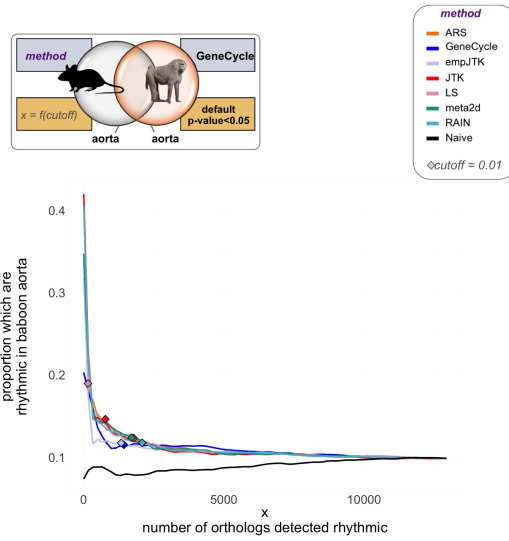 method
GeneCycle
x = f(cutoff)
default
p-value<0.05
aorta
aorta
method
ARS
GeneCycle
empJTK
JTK
LS
meta2d
RAIN
Naive
cutoff = 0.01
0.4
0.3
0.2
0.1
proportion which are
rhythmic in baboon aorta
0
5000
10000
x
number of orthologs detected rhythmic